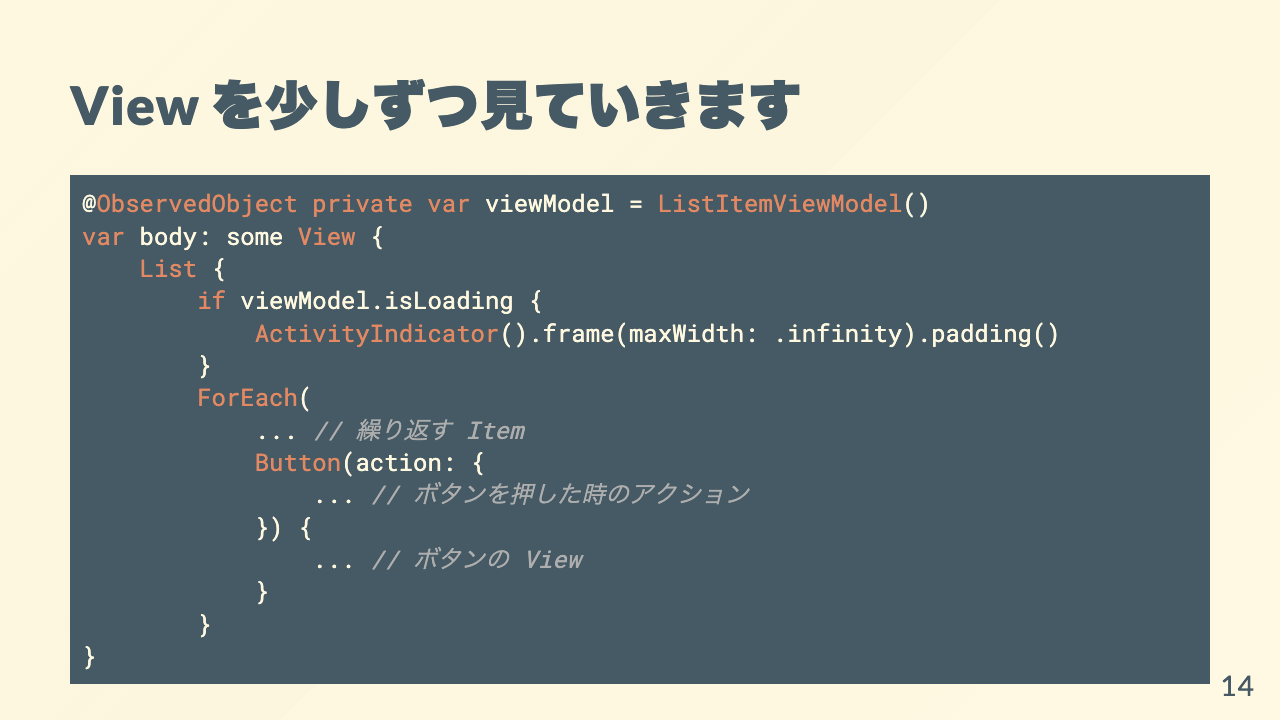 View を少しずつ見ていきます
@ObservedObject private var viewModel = ListItemViewModel()
var body: some View {
    List {
        if viewModel.isLoading {
            ActivityIndicator().frame(maxWidth: .infinity).padding()
        }
        ForEach(
            ... // 繰り返す Item
            Button(action: {
                ... // ボタンを押した時のアクション
            }) {
                ... // ボタンの View
            }
        }
}
14